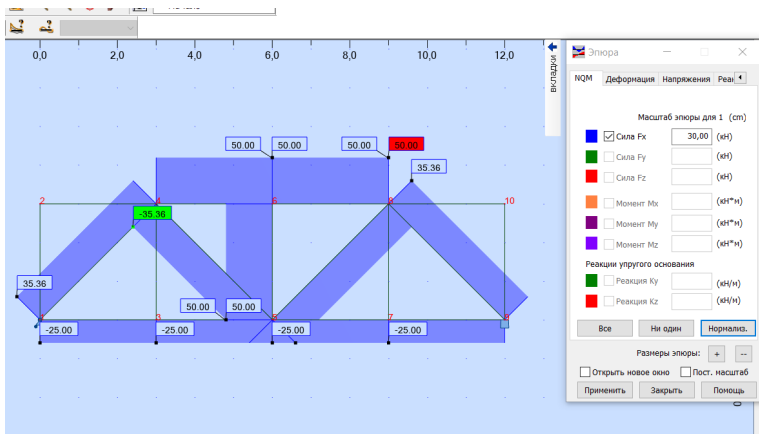 0,0 2,0 4,0 6,0 8,0 10,0 12,0
вкладки
Эпюра
NQM Деформация Напряжения Реак
Масштаб эпюры для 1 (cm)
Сила Fx 30,00 (кН)
Сила Fy (кН)
Сила Fz (кН)
Момент Mx (кН*м)
Момент My (кН*м)
Момент Mz (кН*м)
Реакции упругого основания
Реакция Ky (кН/м)
Реакция Kz (кН/м)
Все Ни один Нормализ.
Размеры эпюры: + --
Открыть новое окно Пост. масштаб
Применить Закрыть Помощь
50.00 50.00 50.00 50.00
35.36
2 4 6 8 10
-35.36
35.36
50.00 50.00
1 3 5 7 9
-25.00 -25.00 -25.00 -25.00